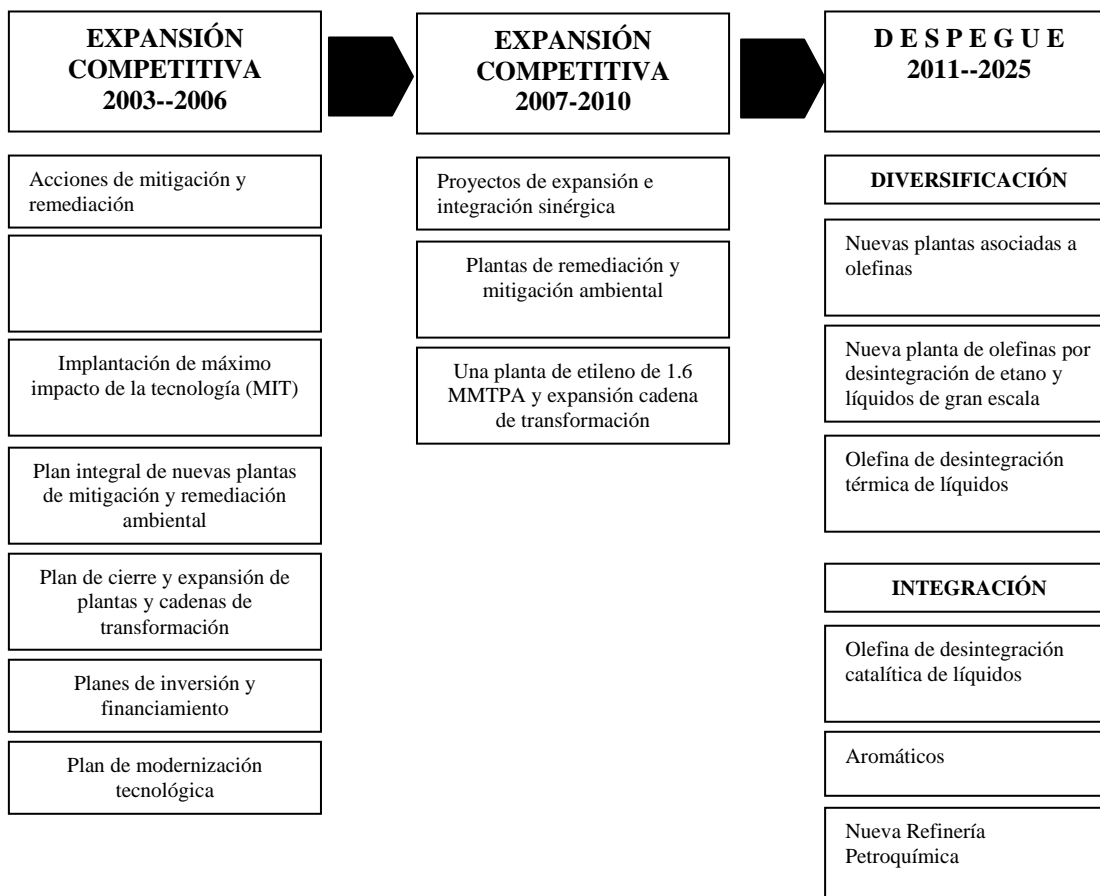 EXPANSIÓN
COMPETITIVA
2003--2006
EXPANSIÓN
COMPETITIVA
2007-2010
D E S P E G U E
2011--2025
Acciones de mitigación y
remediación
Implantación de máximo
impacto de la tecnología (MIT)
Plan integral de nuevas plantas
de mitigación y remediación
ambiental
Plan de cierre y expansión de
plantas y cadenas de
transformación
Planes de inversión y
financiamiento
Plan de modernización
tecnológica
Proyectos de expansión e
integración sinérgica
Plantas de remediación y
mitigación ambiental
Una planta de etileno de 1.6
MMTPA y expansión cadena
de transformación
DIVERSIFICACIÓN
Nuevas plantas asociadas a
olefinas
Nueva planta de olefinas por
desintegración de etano y
líquidos de gran escala
Olefina de desintegración
térmica de líquidos
INTEGRACIÓN
Olefina de desintegración
catalítica de líquidos
Aromáticos
Nueva Refinería
Petroquímica